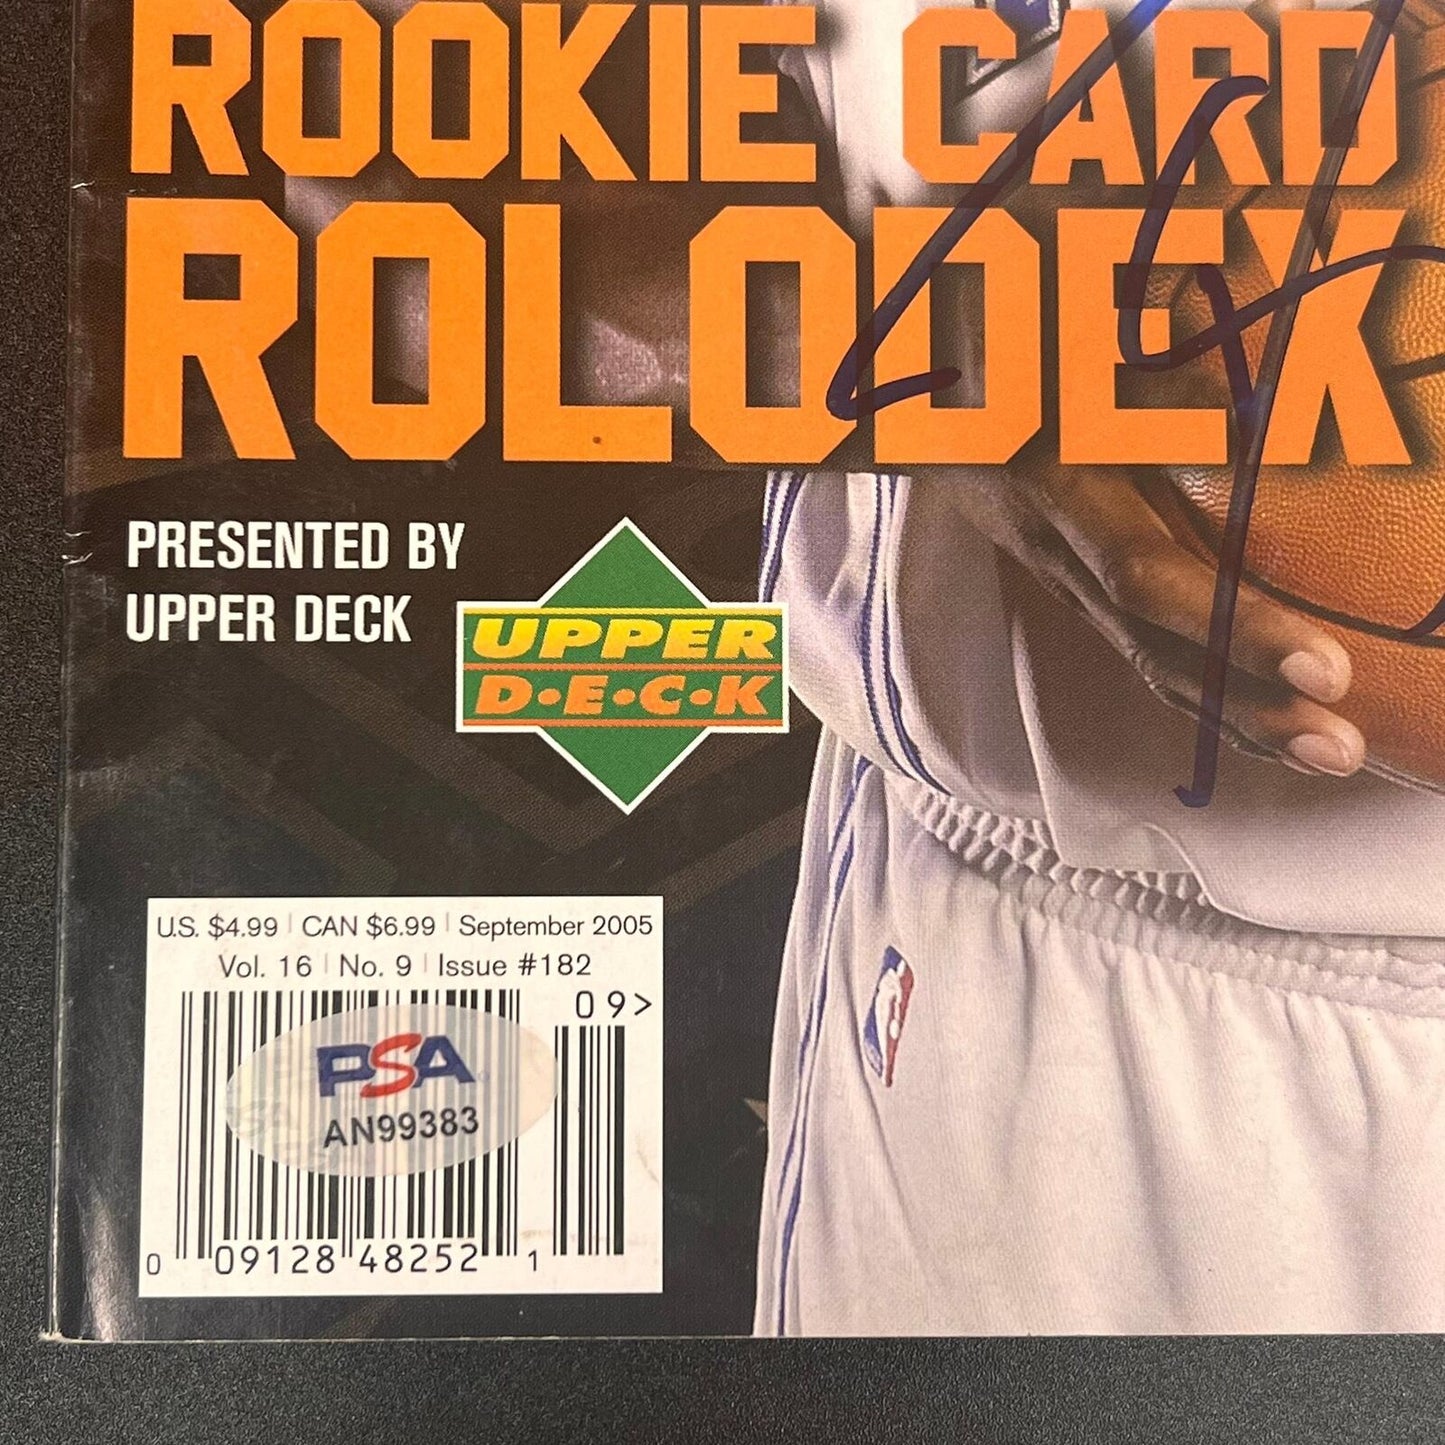 ROOKIE CARD
ROLODEX
PRESENTED BY
UPPER DECK
UPPER
D•E•C•K
U.S. $4.99 | CAN $6.99 | September 2005
Vol. 16 | No. 9 | Issue #182
09>
PSA
AN99383
0 09128 48252 1